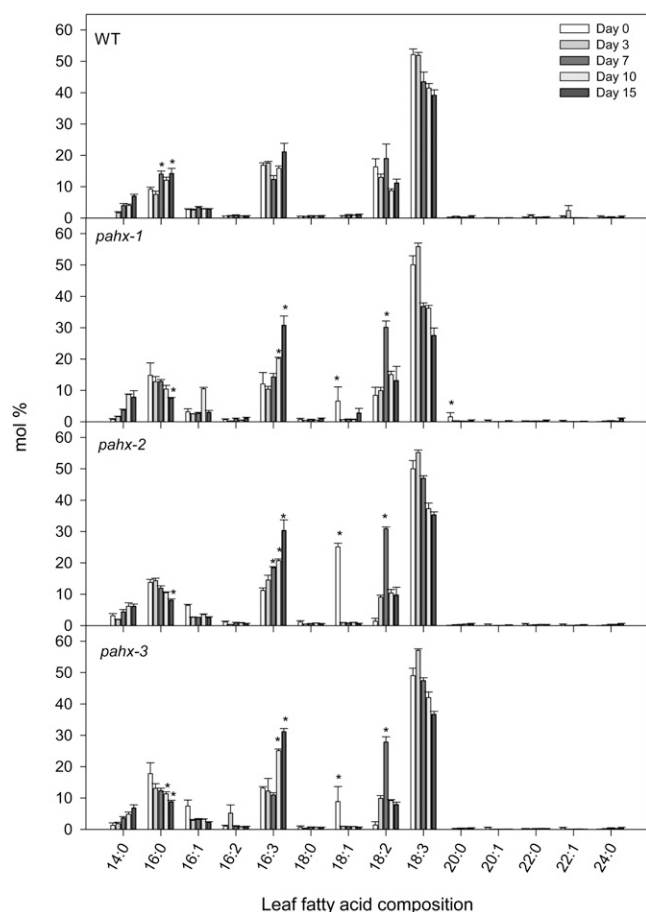 WT
Day 0
Day 3
Day 7
Day 10
Day 15
60
50
40
30
20
10
0
* *
pahx-1
60
50
40
30
20
10
0
* * * * * *
pahx-2
60
50
40
30
20
10
0
* * * * *
pahx-3
60
50
40
30
20
10
0
* * * * * *
mol %
14:0 16:0 16:1 16:2 16:3 18:0 18:1 18:2 18:3 20:0 20:1 22:0 22:1 24:0
Leaf fatty acid composition